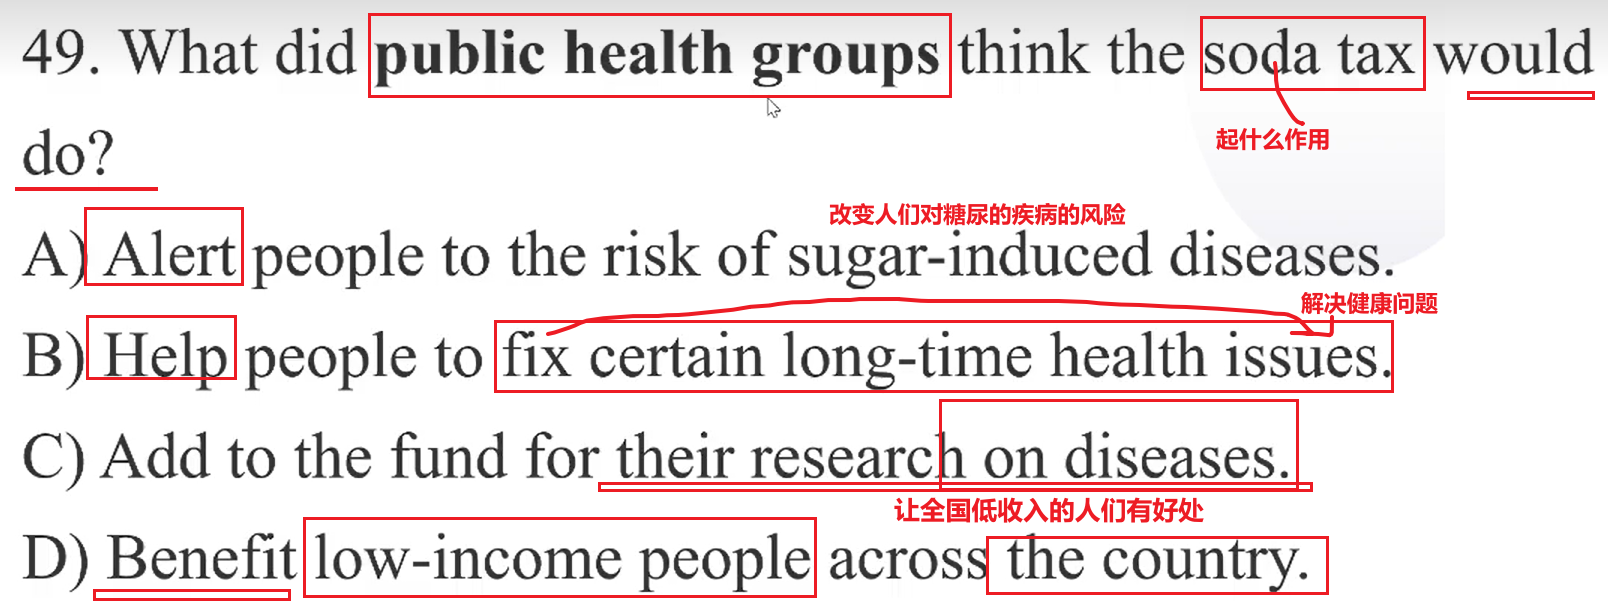 49. What did public health groups think the soda tax would
起什么作用
do?
改变人们对糖尿的疾病的风险
A) Alert people to the risk of sugar-induced diseases.
解决健康问题
B) Help people to fix certain long-time health issues.
C) Add to the fund for their research on diseases.
让全国低收入的人们有好处
D) Benefit low-income people across the country.